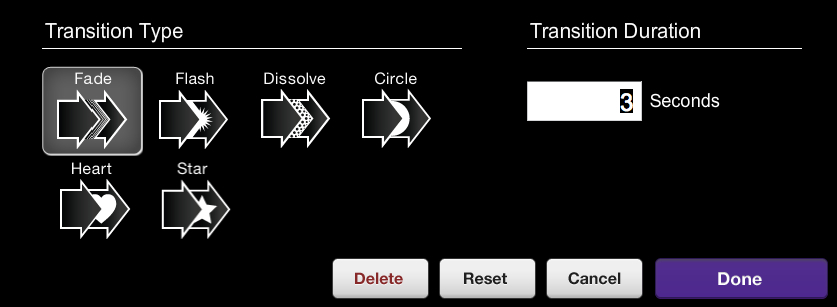 Transition Type
Transition Duration
Fade
Flash
Dissolve
Circle
3 Seconds
Heart
Star
Delete
Reset
Cancel
Done